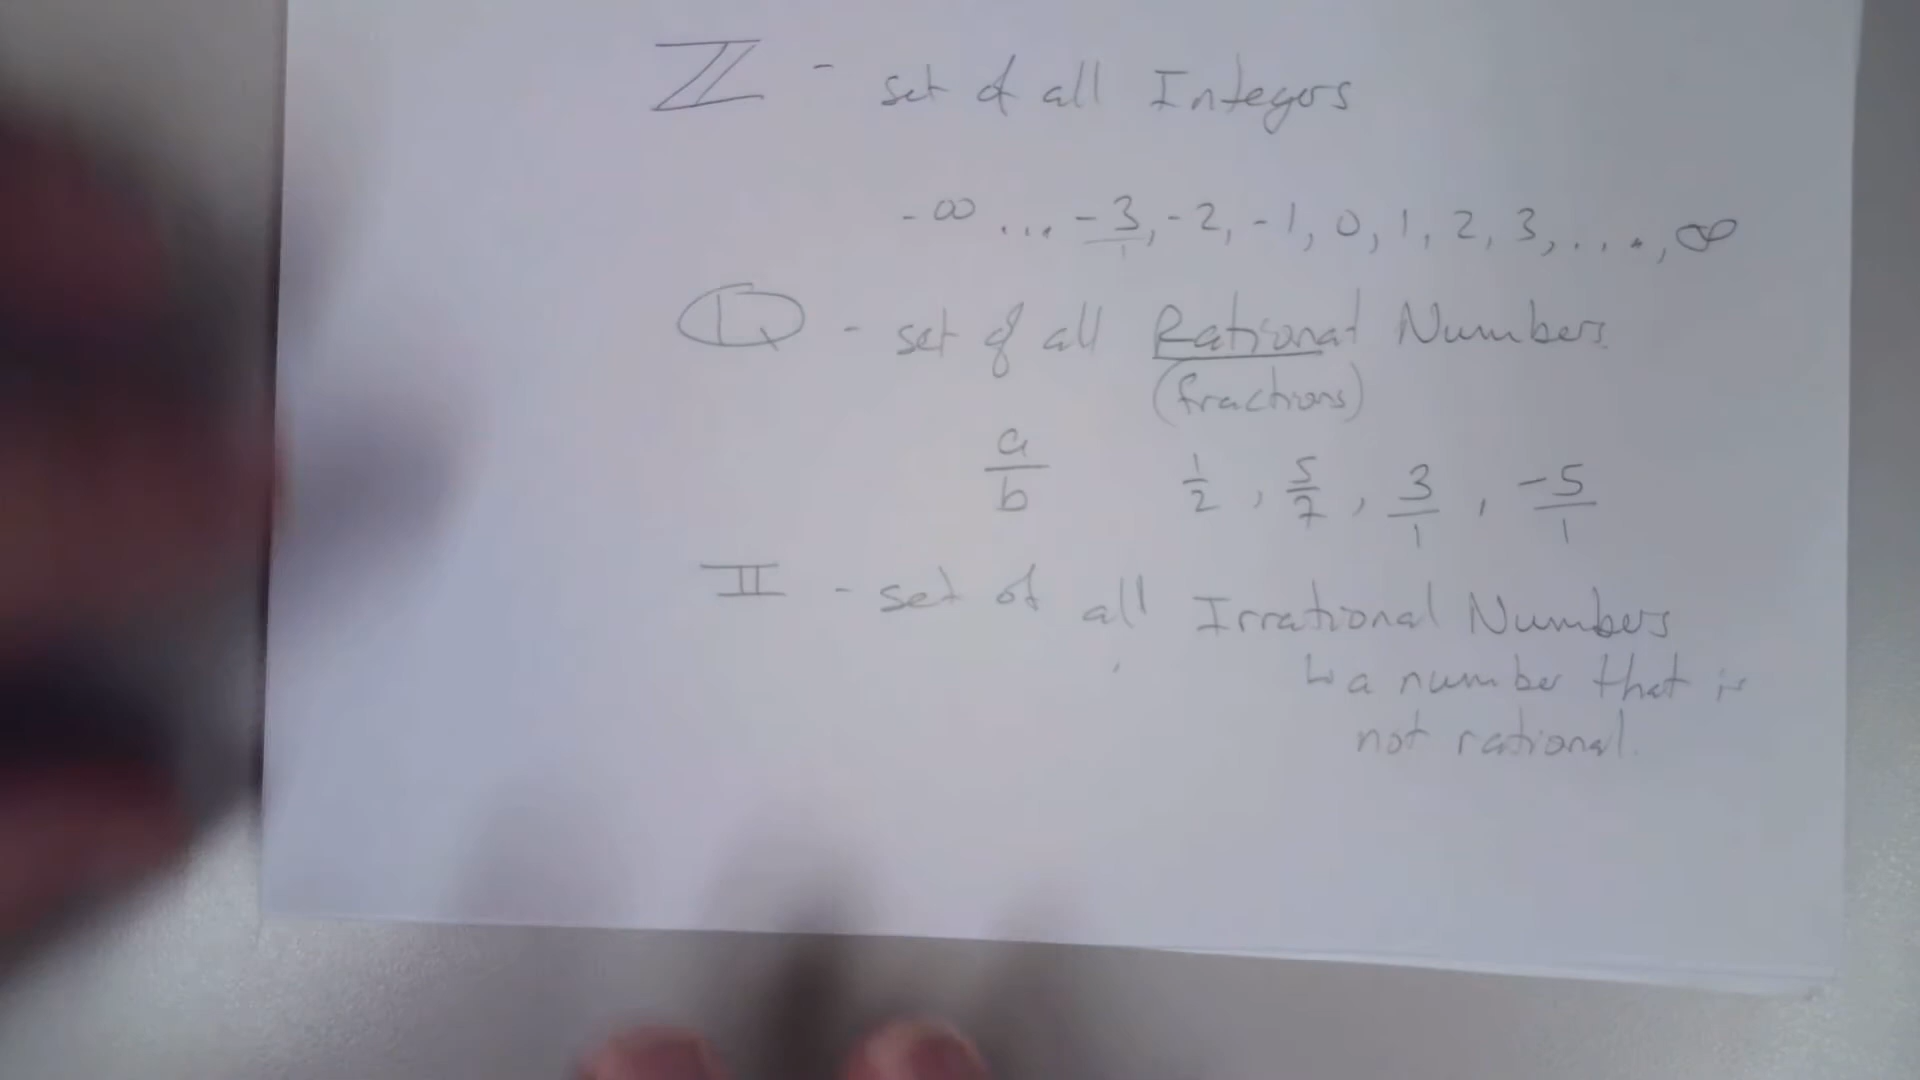 ℤ - set of all Integers
-∞ ... -3/1, -2, -1, 0, 1, 2, 3, ...., ∞
ℚ - set of all Rational Numbers
(fractions)
a/b 1/2, 5/7, 3/1, -5/1
𝕀 - set of all Irrational Numbers
↳ a number that is
not rational.